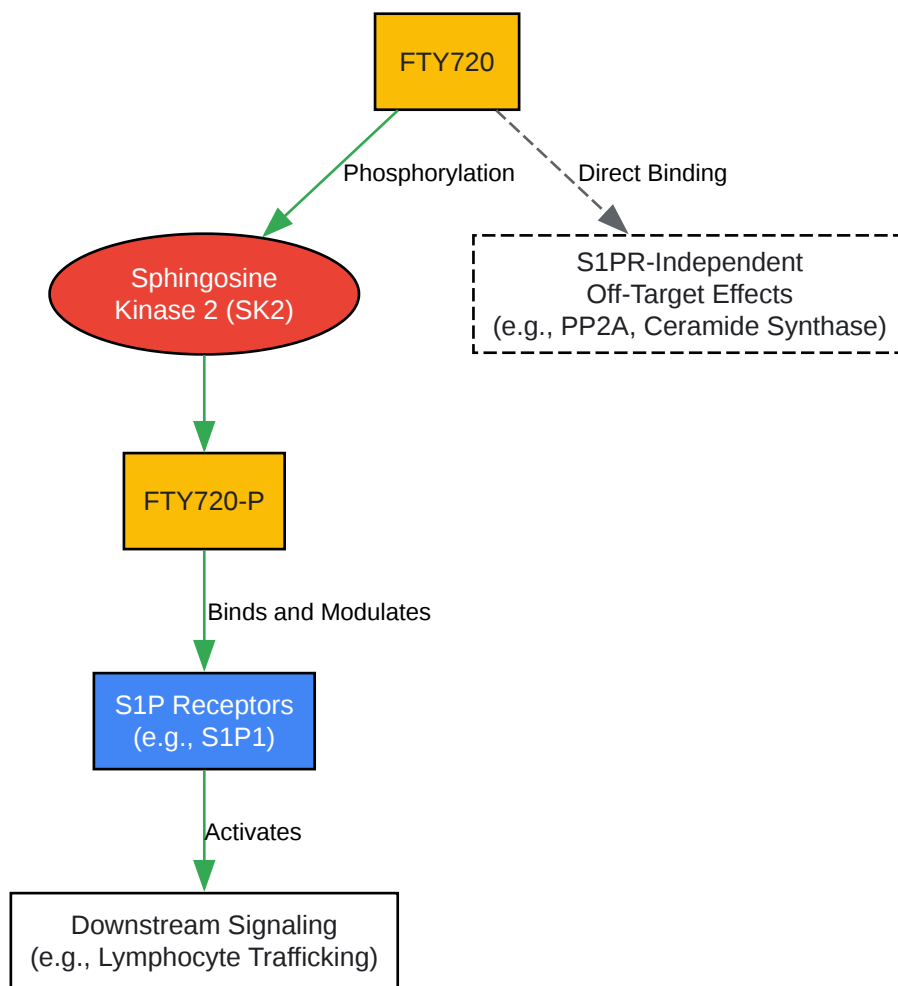 FTY720
Phosphorylation
Direct Binding
Sphingosine
Kinase 2 (SK2)
S1PR-Independent
Off-Target Effects
(e.g., PP2A, Ceramide Synthase)
FTY720-P
Binds and Modulates
S1P Receptors
(e.g., S1P1)
Activates
Downstream Signaling
(e.g., Lymphocyte Trafficking)